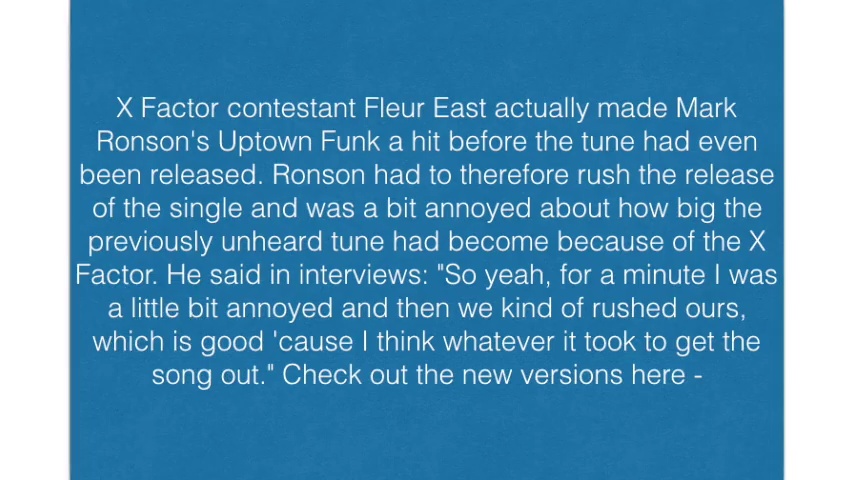 X Factor contestant Fleur East actually made Mark
Ronson's Uptown Funk a hit before the tune had even
been released. Ronson had to therefore rush the release
of the single and was a bit annoyed about how big the
previously unheard tune had become because of the X
Factor. He said in interviews: "So yeah, for a minute I was
a little bit annoyed and then we kind of rushed ours,
which is good 'cause I think whatever it took to get the
song out." Check out the new versions here -